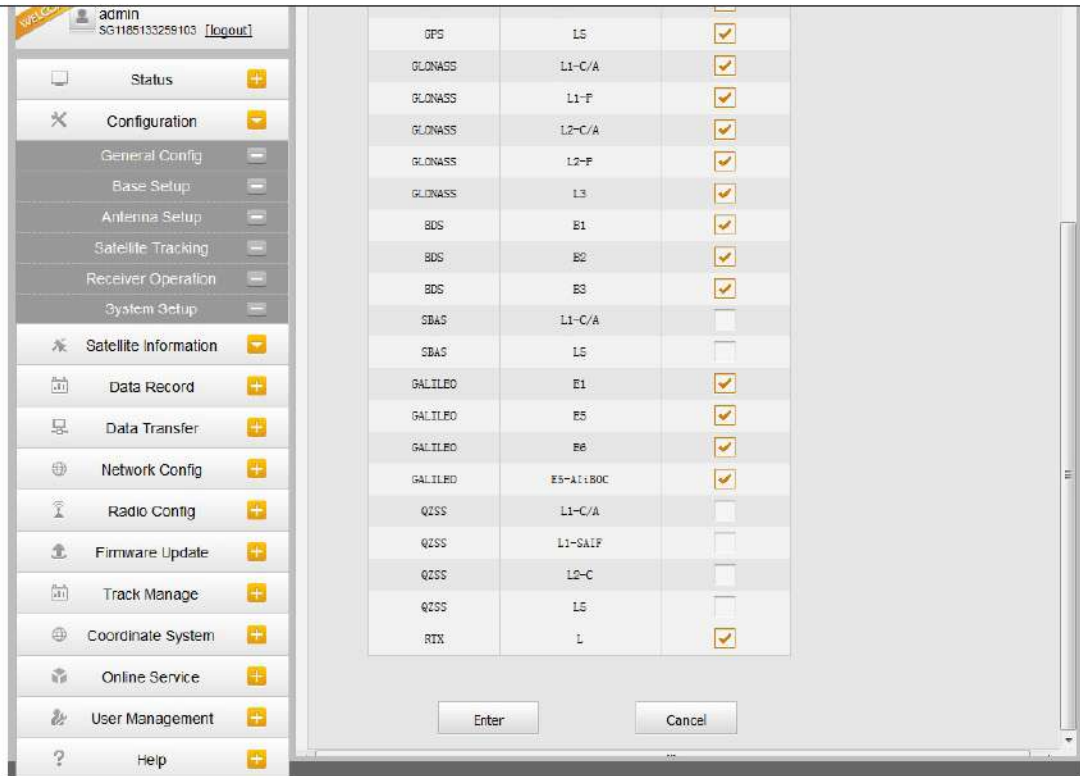 WELCO
admin
SG1185133259103 [logout]
Status
Configuration
General Config
Base Setup
Antenna Setup
Satellite Tracking
Receiver Operation
System Setup
Satellite Information
Data Record
Data Transfer
Network Config
Radio Config
Firmware Update
Track Manage
Coordinate System
Online Service
User Management
Help
GPS L5
GLONASS L1-C/A
GLONASS L1-P
GLONASS L2-C/A
GLONASS L2-P
GLONASS L3
BDS B1
BDS B2
BDS B3
SBAS L1-C/A
SBAS L5
GALILEO E1
GALILEO E5
GALILEO E6
GALILEO E5-AltBOC
QZSS L1-C/A
QZSS L1-SAIF
QZSS L2-C
QZSS L5
RTX L
Enter Cancel